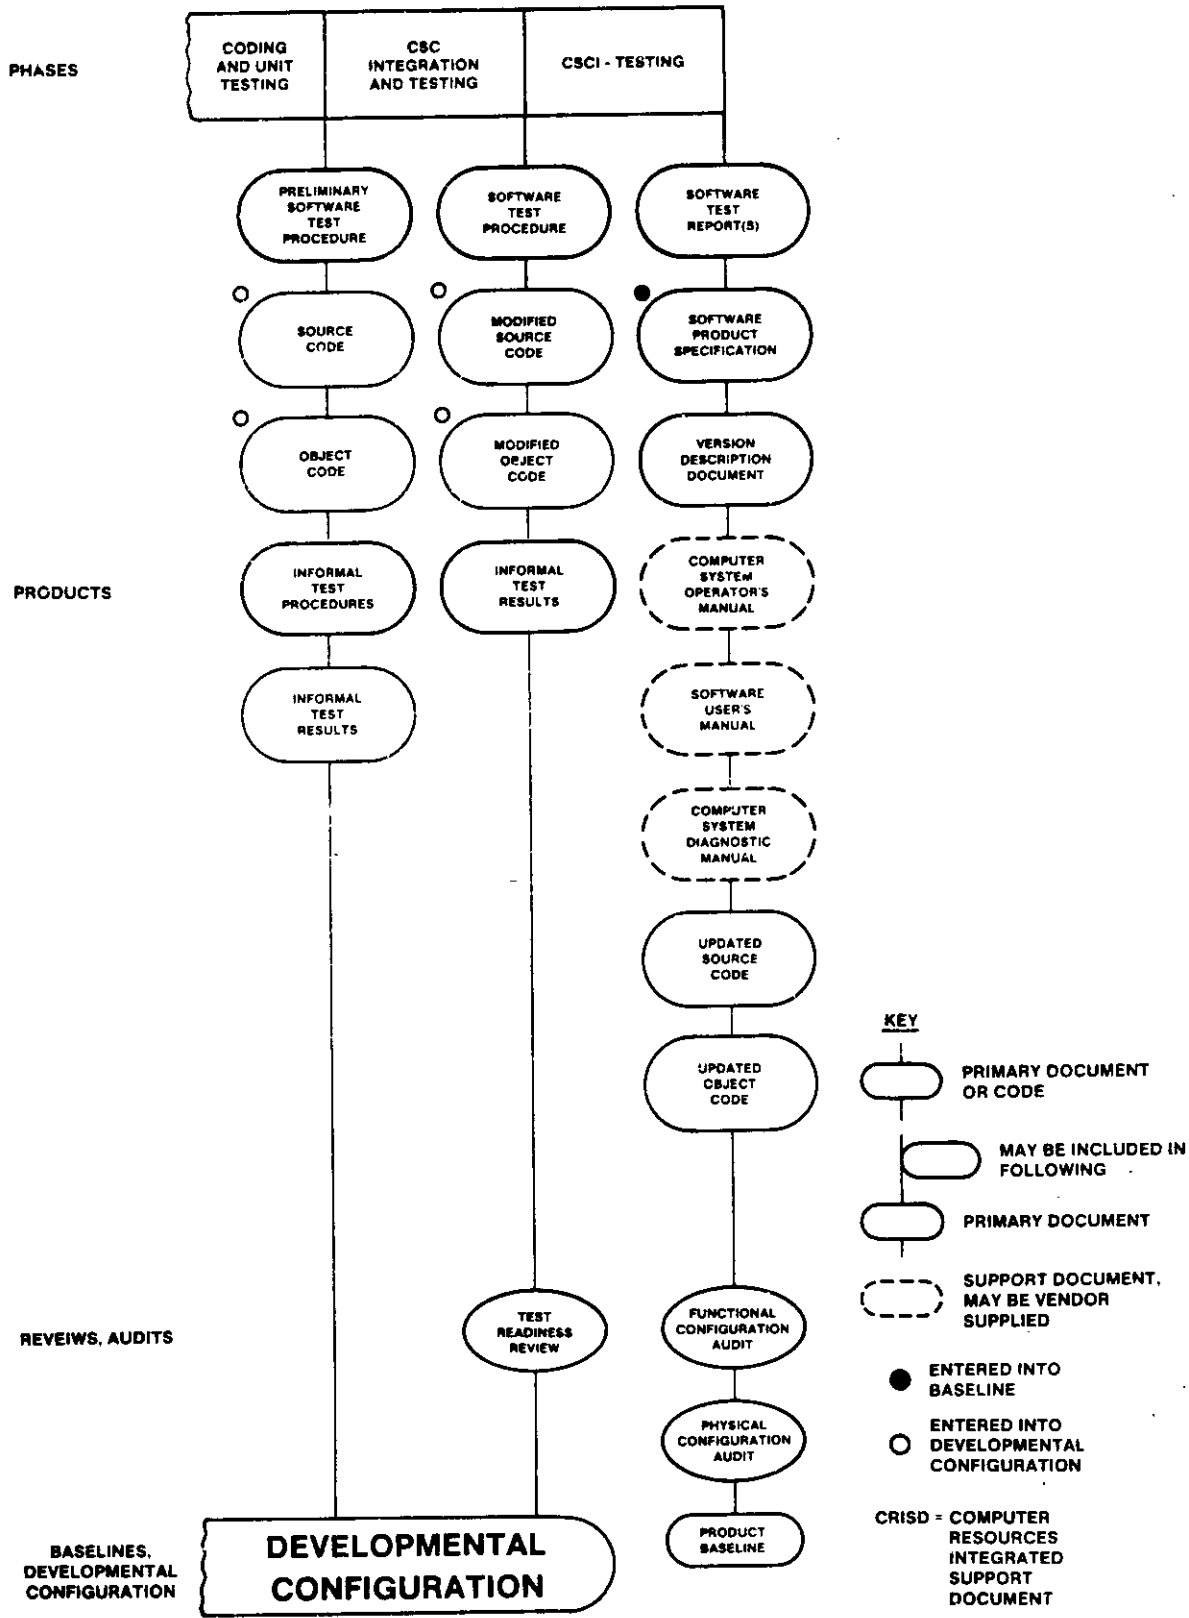 PHASES
CODING
AND UNIT
TESTING
CSC
INTEGRATION
AND TESTING
CSCI - TESTING
PRELIMINARY
SOFTWARE
TEST
PROCEDURE
SOFTWARE
TEST
PROCEDURE
SOFTWARE
TEST
REPORT(S)
SOURCE
CODE
MODIFIED
SOURCE
CODE
SOFTWARE
PRODUCT
SPECIFICATION
OBJECT
CODE
MODIFIED
OBJECT
CODE
VERSION
DESCRIPTION
DOCUMENT
PRODUCTS
INFORMAL
TEST
PROCEDURES
INFORMAL
TEST
RESULTS
COMPUTER
SYSTEM
OPERATOR'S
MANUAL
INFORMAL
TEST
RESULTS
SOFTWARE
USER'S
MANUAL
COMPUTER
SYSTEM
DIAGNOSTIC
MANUAL
UPDATED
SOURCE
CODE
UPDATED
OBJECT
CODE
KEY
PRIMARY DOCUMENT
OR CODE
MAY BE INCLUDED IN
FOLLOWING
PRIMARY DOCUMENT
SUPPORT DOCUMENT,
MAY BE VENDOR
SUPPLIED
ENTERED INTO
BASELINE
ENTERED INTO
DEVELOPMENTAL
CONFIGURATION
CRISD = COMPUTER
RESOURCES
INTEGRATED
SUPPORT
DOCUMENT
REVEIWS, AUDITS
TEST
READINESS
REVIEW
FUNCTIONAL
CONFIGURATION
AUDIT
PHYSICAL
CONFIGURATION
AUDIT
BASELINES,
DEVELOPMENTAL
CONFIGURATION
DEVELOPMENTAL
CONFIGURATION
PRODUCT
BASELINE